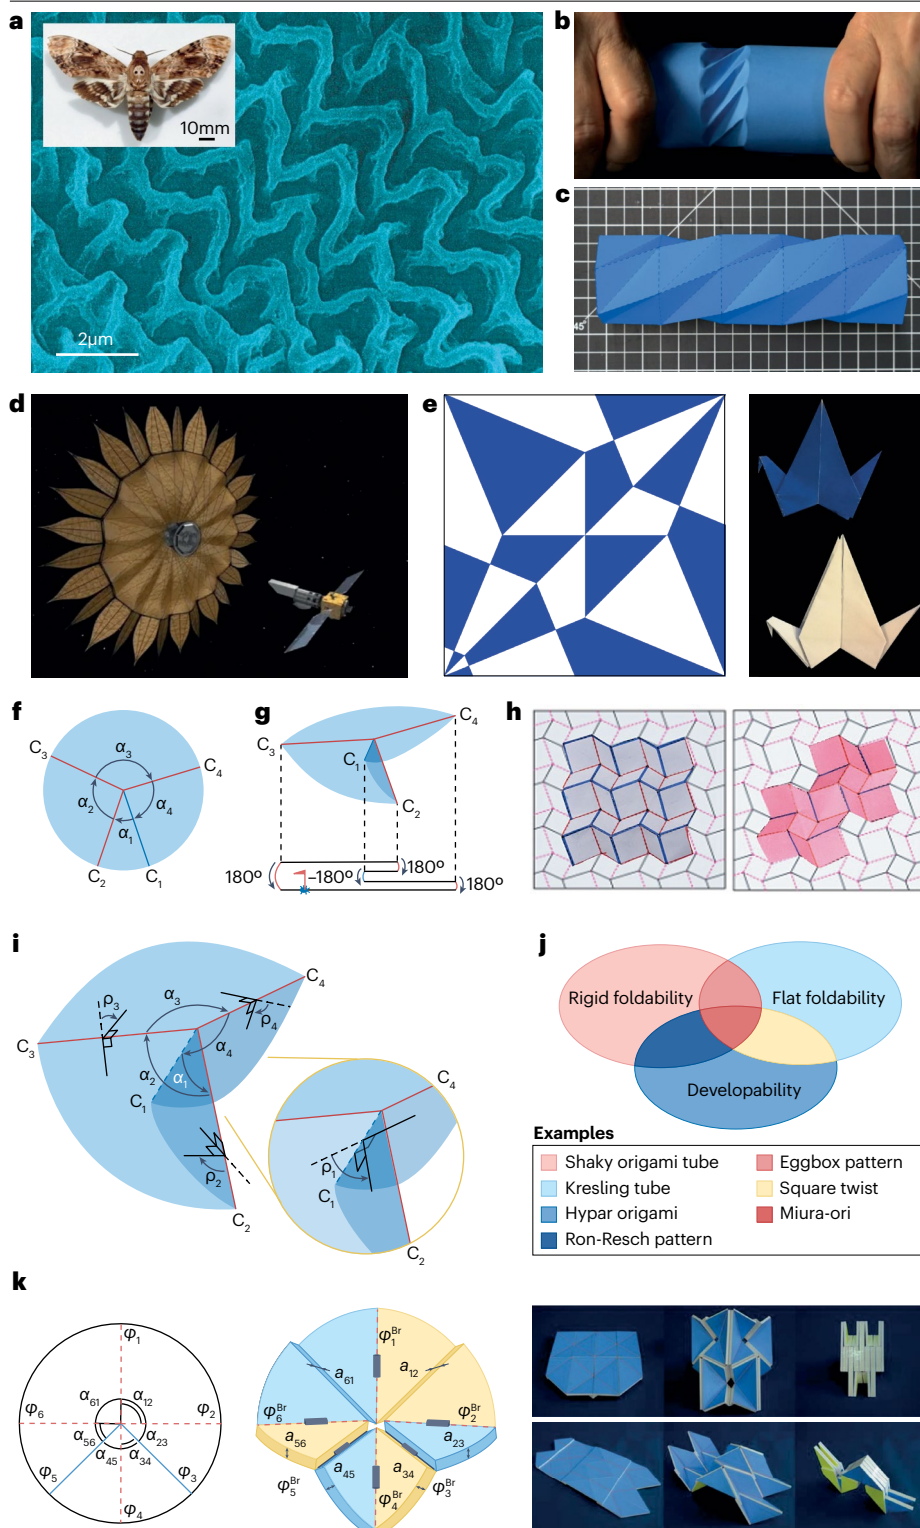 a
10mm
2µm
b
c
45°
d
e
f
C3
α3
C4
α2
α4
α1
C2
C1
g
C4
C3
C1
C2
180º
–180º
180º
180º
h
i
C4
α3
ρ3
ρ4
C3
α4
α2
α1
C1
C4
ρ2
ρ1
C1
C2
C2
j
Rigid foldability
Flat foldability
Developability
Examples
Shaky origami tube
Eggbox pattern
Kresling tube
Square twist
Hypar origami
Miura-ori
Ron-Resch pattern
k
φ1
α61
α12
φ6
φ2
α56
α23
α45
α34
φ5
φ3
φ4
φ1Br
a61
a12
φ6Br
φ2Br
a56
a23
a45
a34
φ5Br
φ3Br
φ4Br